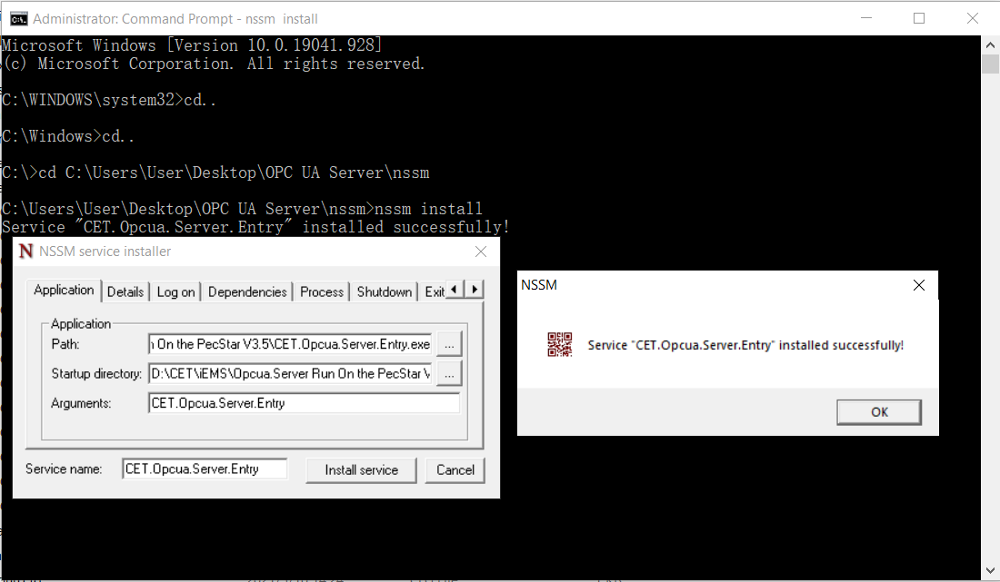 Administrator: Command Prompt - nssm  install
Microsoft Windows [Version 10.0.19041.928]
(c) Microsoft Corporation. All rights reserved.
C:\WINDOWS\system32>cd..
C:\Windows>cd..
C:\>cd C:\Users\User\Desktop\OPC UA Server\nssm
C:\Users\User\Desktop\OPC UA Server\nssm>nssm install
Service "CET.Opcua.Server.Entry" installed successfully!
NSSM service installer
Application Details Log on Dependencies Process Shutdown Exit
Application
Path: On the PecStar V3.5\CET.Opcua.Server.Entry.exe ...
Startup directory: D:\CET\iEMS\Opcua.Server Run On the PecStar ...
Arguments: CET.Opcua.Server.Entry
Service name: CET.Opcua.Server.Entry Install service Cancel
NSSM
Service "CET.Opcua.Server.Entry" installed successfully!
OK